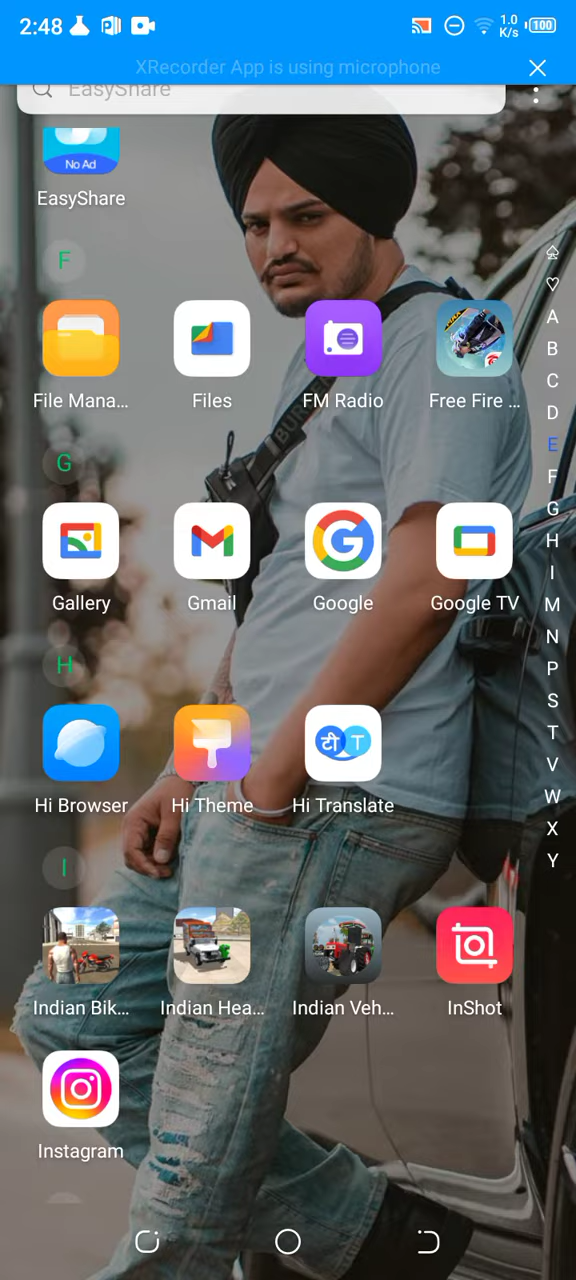 2:48
1.0
K/s
100
XRecorder App is using microphone
EasyShare
No Ad
EasyShare
F
File Mana...
Files
FM Radio
Free Fire ...
G
Gallery
Gmail
Google
Google TV
H
टी T
Hi Browser
Hi Theme
Hi Translate
I
Indian Bik...
Indian Hea...
Indian Veh...
InShot
Instagram
A
B
C
D
E
F
G
H
I
M
N
P
S
T
V
W
X
Y